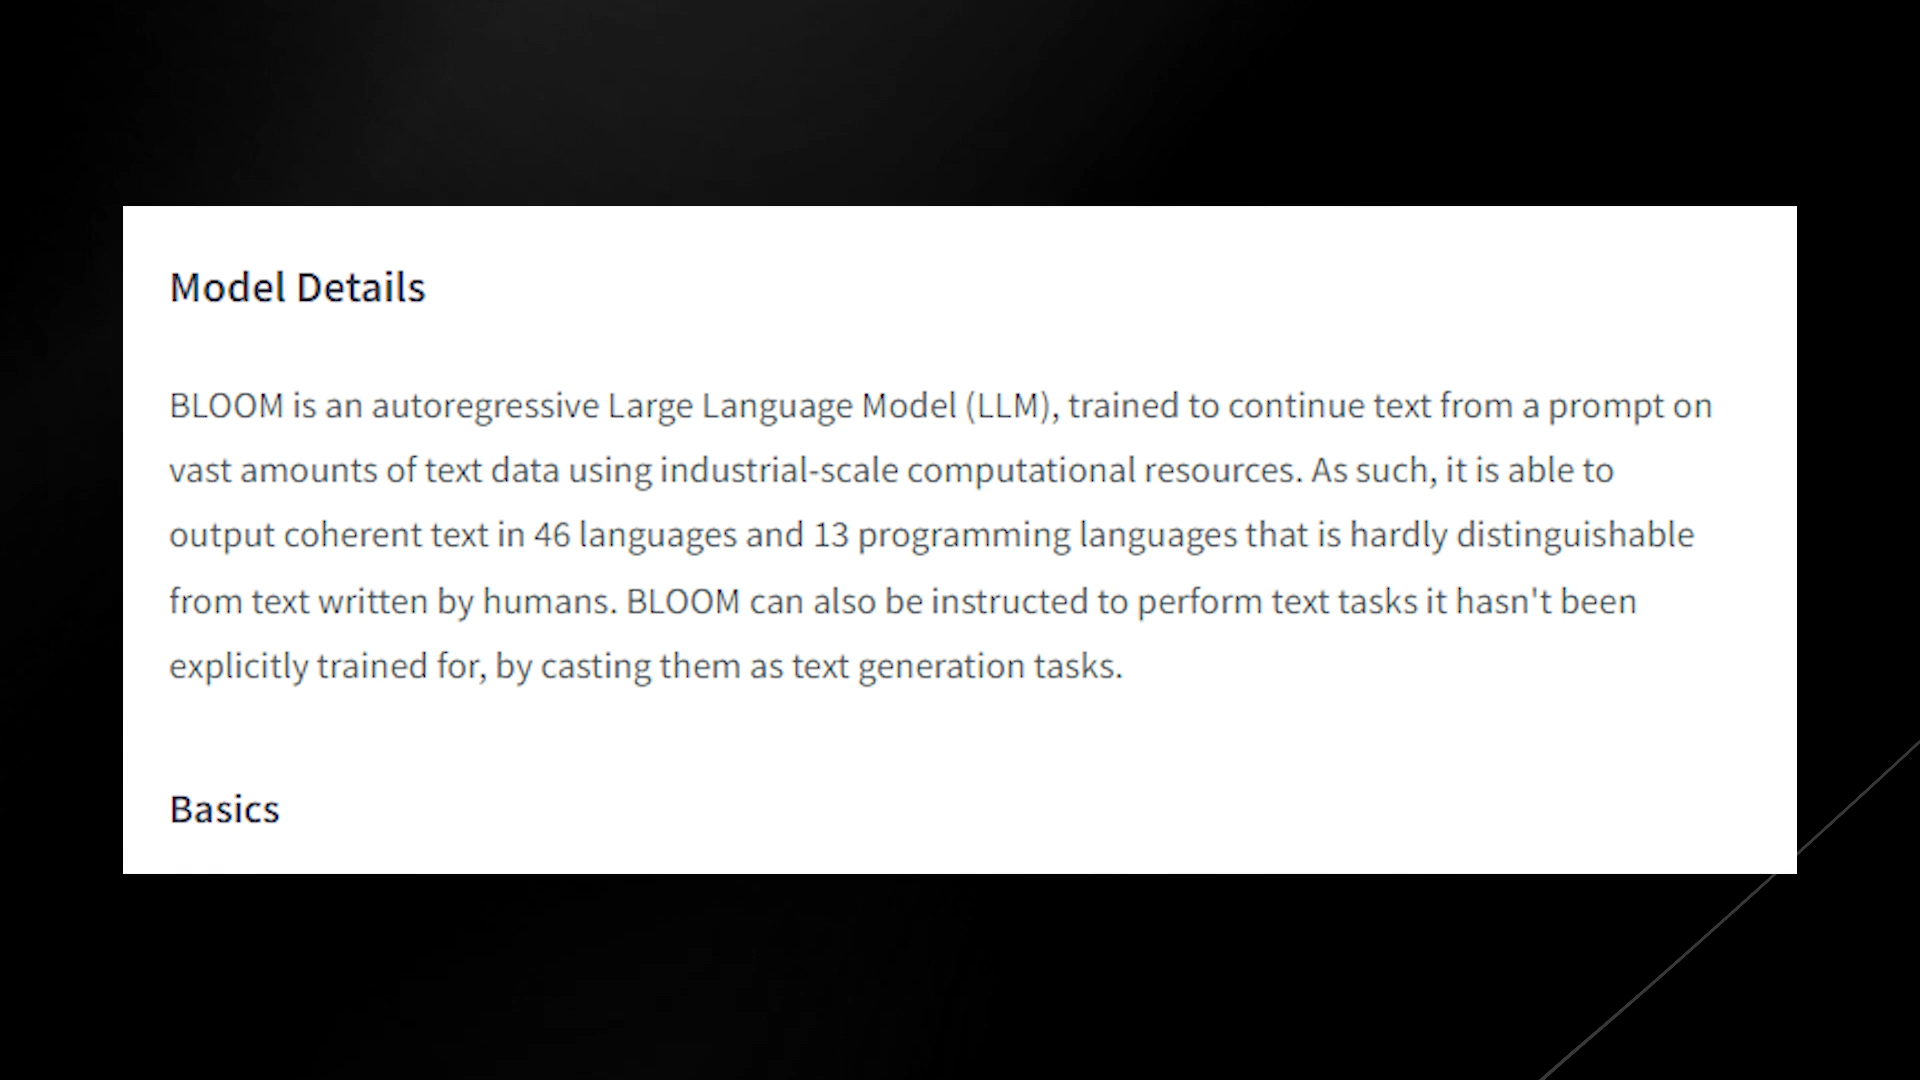 Model Details
BLOOM is an autoregressive Large Language Model (LLM), trained to continue text from a prompt on
vast amounts of text data using industrial-scale computational resources. As such, it is able to
output coherent text in 46 languages and 13 programming languages that is hardly distinguishable
from text written by humans. BLOOM can also be instructed to perform text tasks it hasn't been
explicitly trained for, by casting them as text generation tasks.
Basics